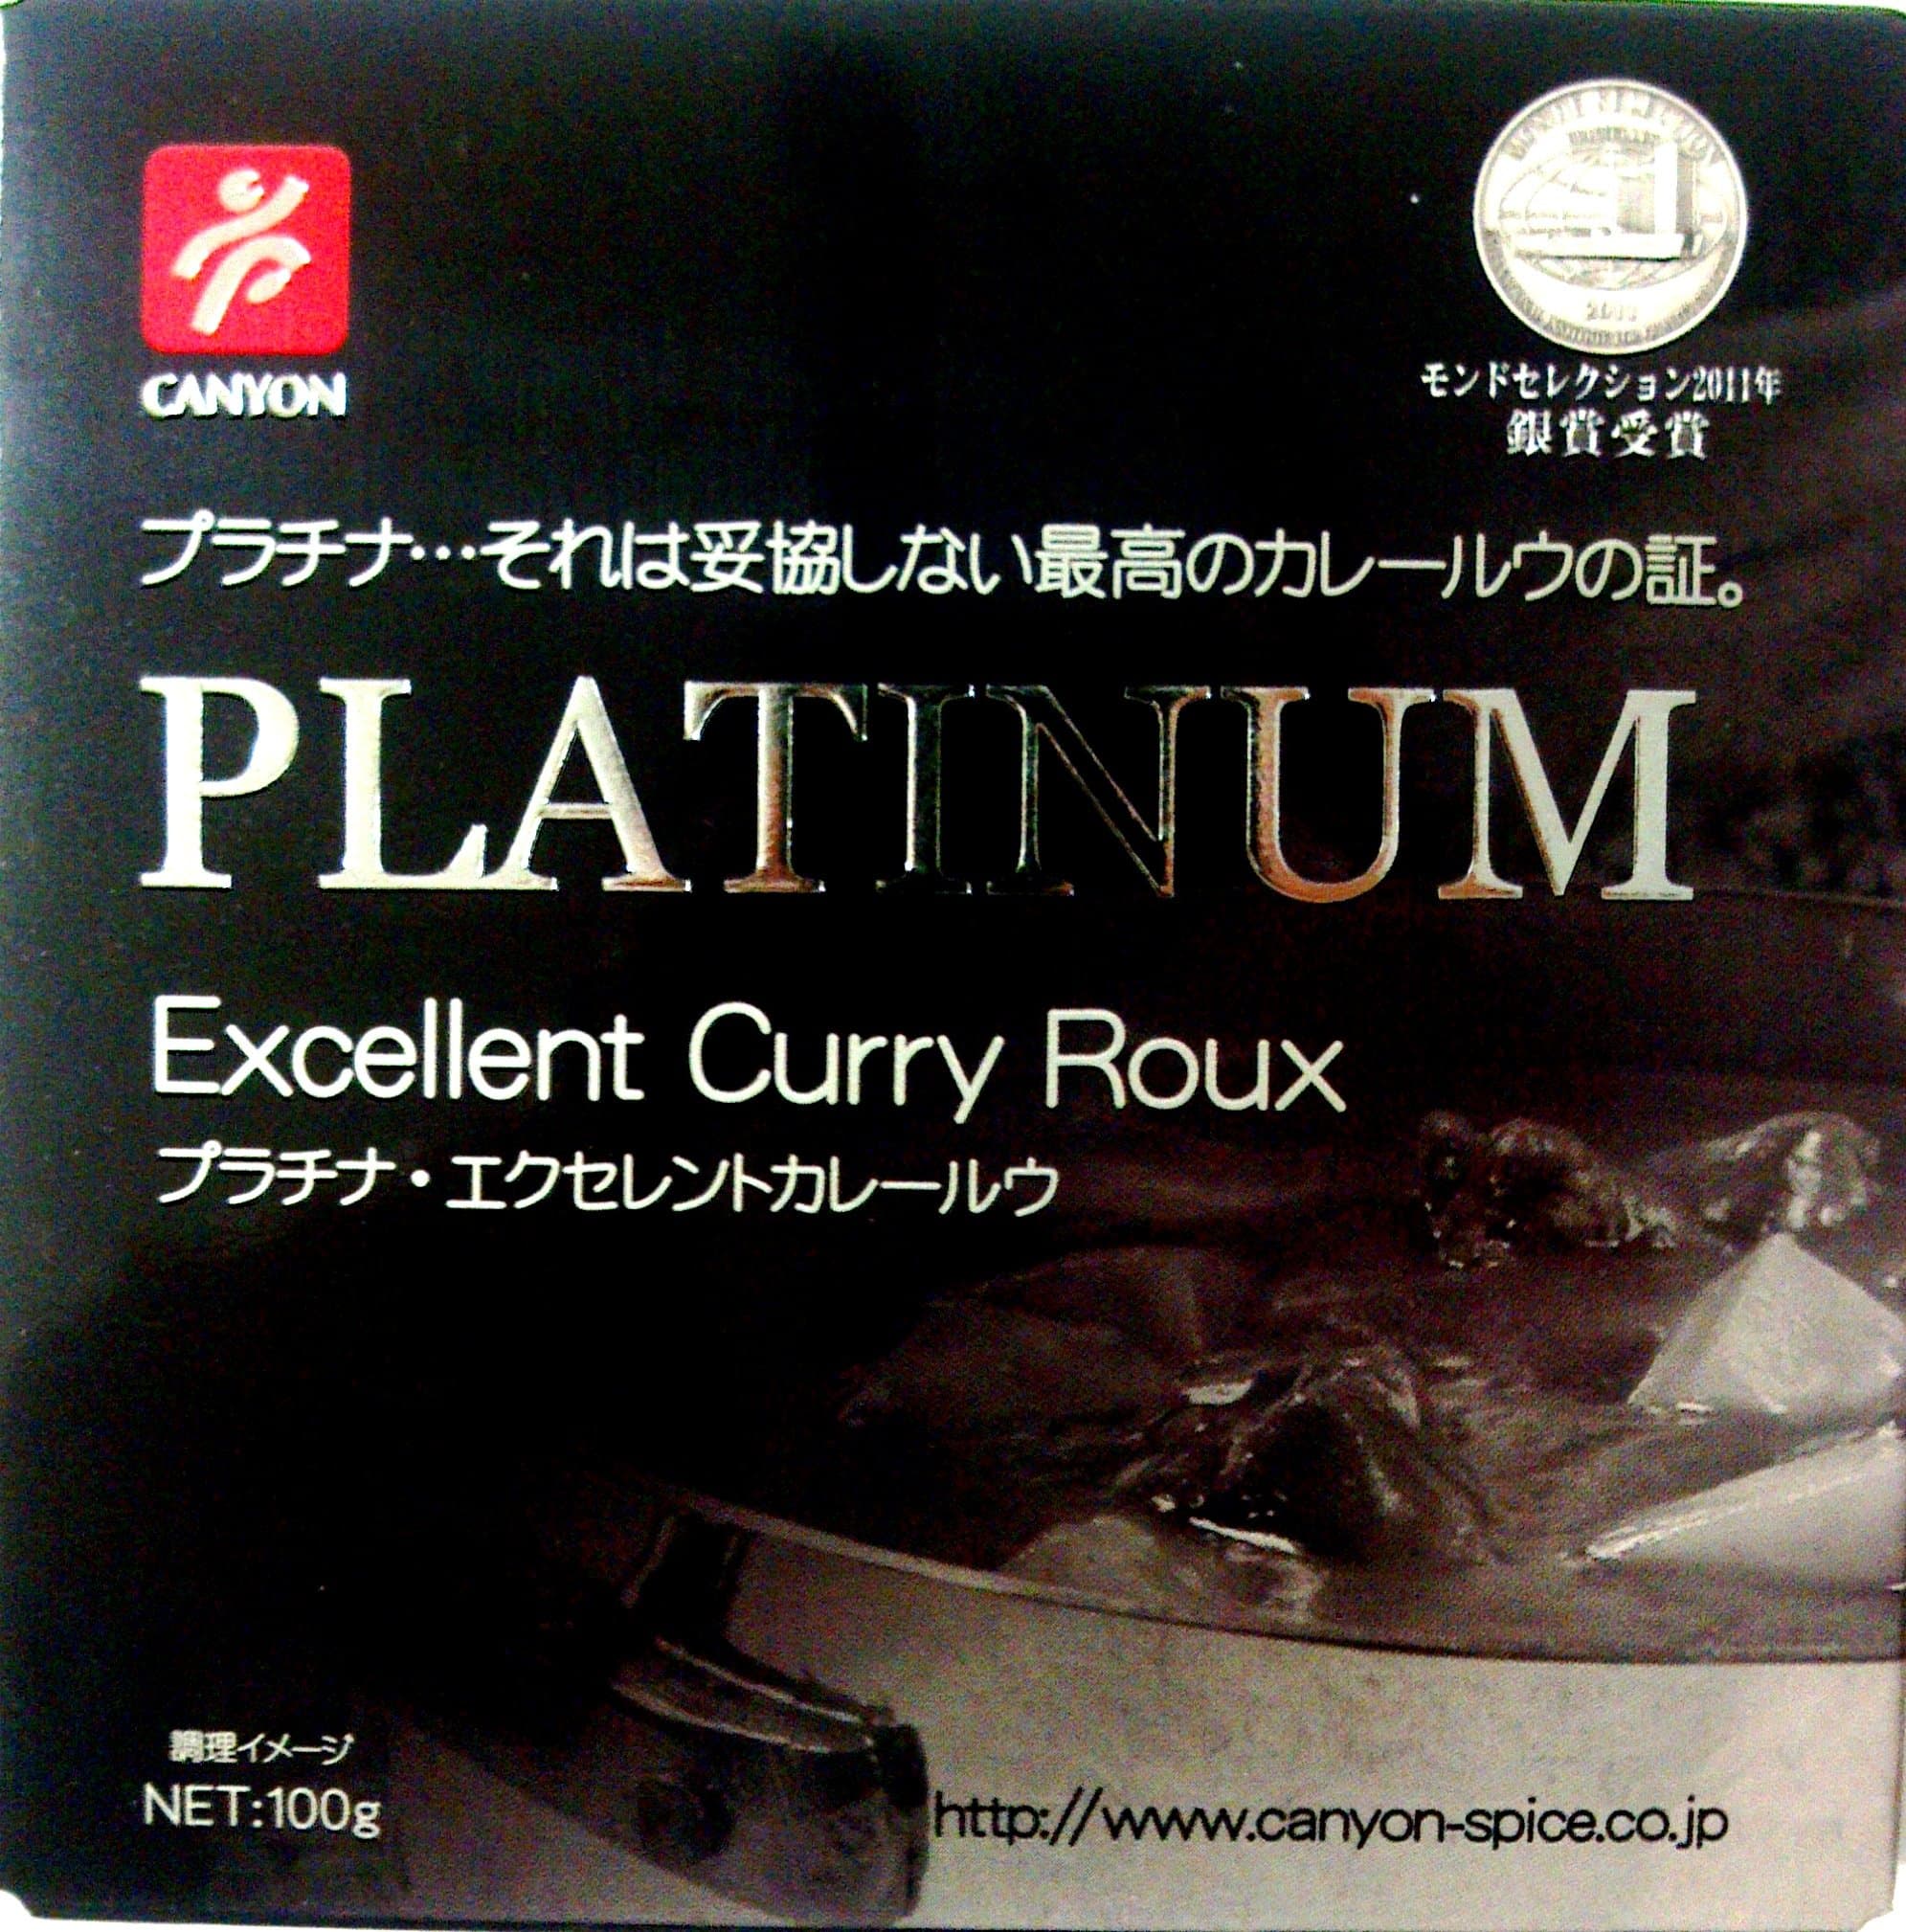 CANYON
モンドセレクション2011年
銀賞受賞
プラチナ…それは妥協しない最高のカレールウの証。
PLATINUM
Excellent Curry Roux
プラチナ・エクセレントカレールウ
調理イメージ
NET:100g
http://www.canyon-spice.co.jp